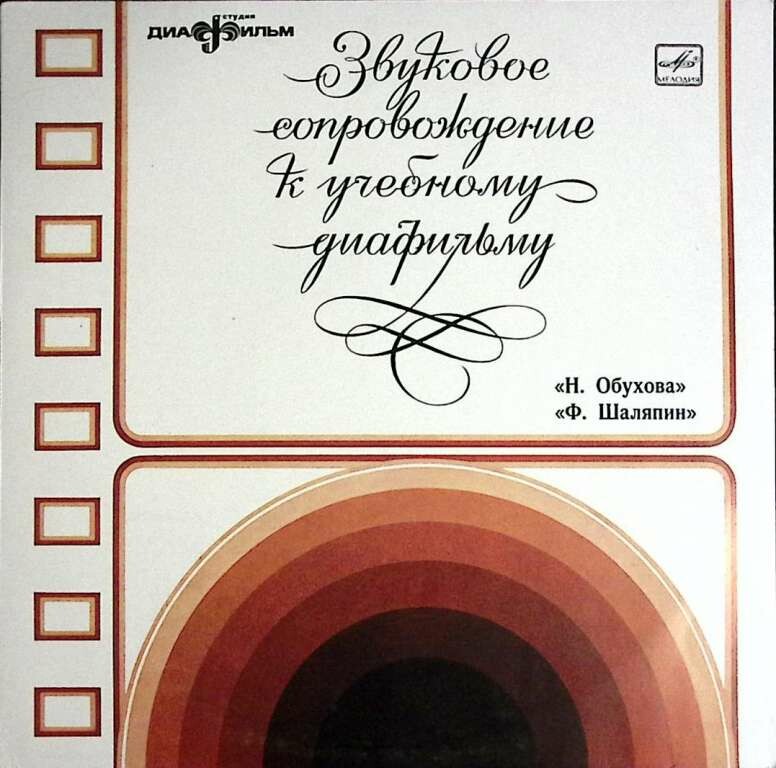 студия
ДИАФИЛЬМ
Звуковое
сопровождение
к учебному
диафильму
МЕЛОДИЯ
«Н. Обухова»
«Ф. Шаляпин»